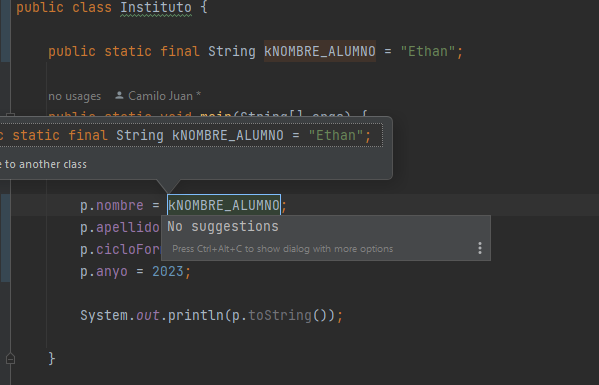 public class Instituto {
public static final String kNOMBRE_ALUMNO = "Ethan";
no usages Camilo Juan *
public static void main(String[] args) {
static final String kNOMBRE_ALUMNO = "Ethan";
to another class
p.nombre = kNOMBRE_ALUMNO;
p.apellido
No suggestions
p.cicloFor
Press Ctrl+Alt+C to show dialog with more options
p.anyo = 2023;
System.out.println(p.toString());
}